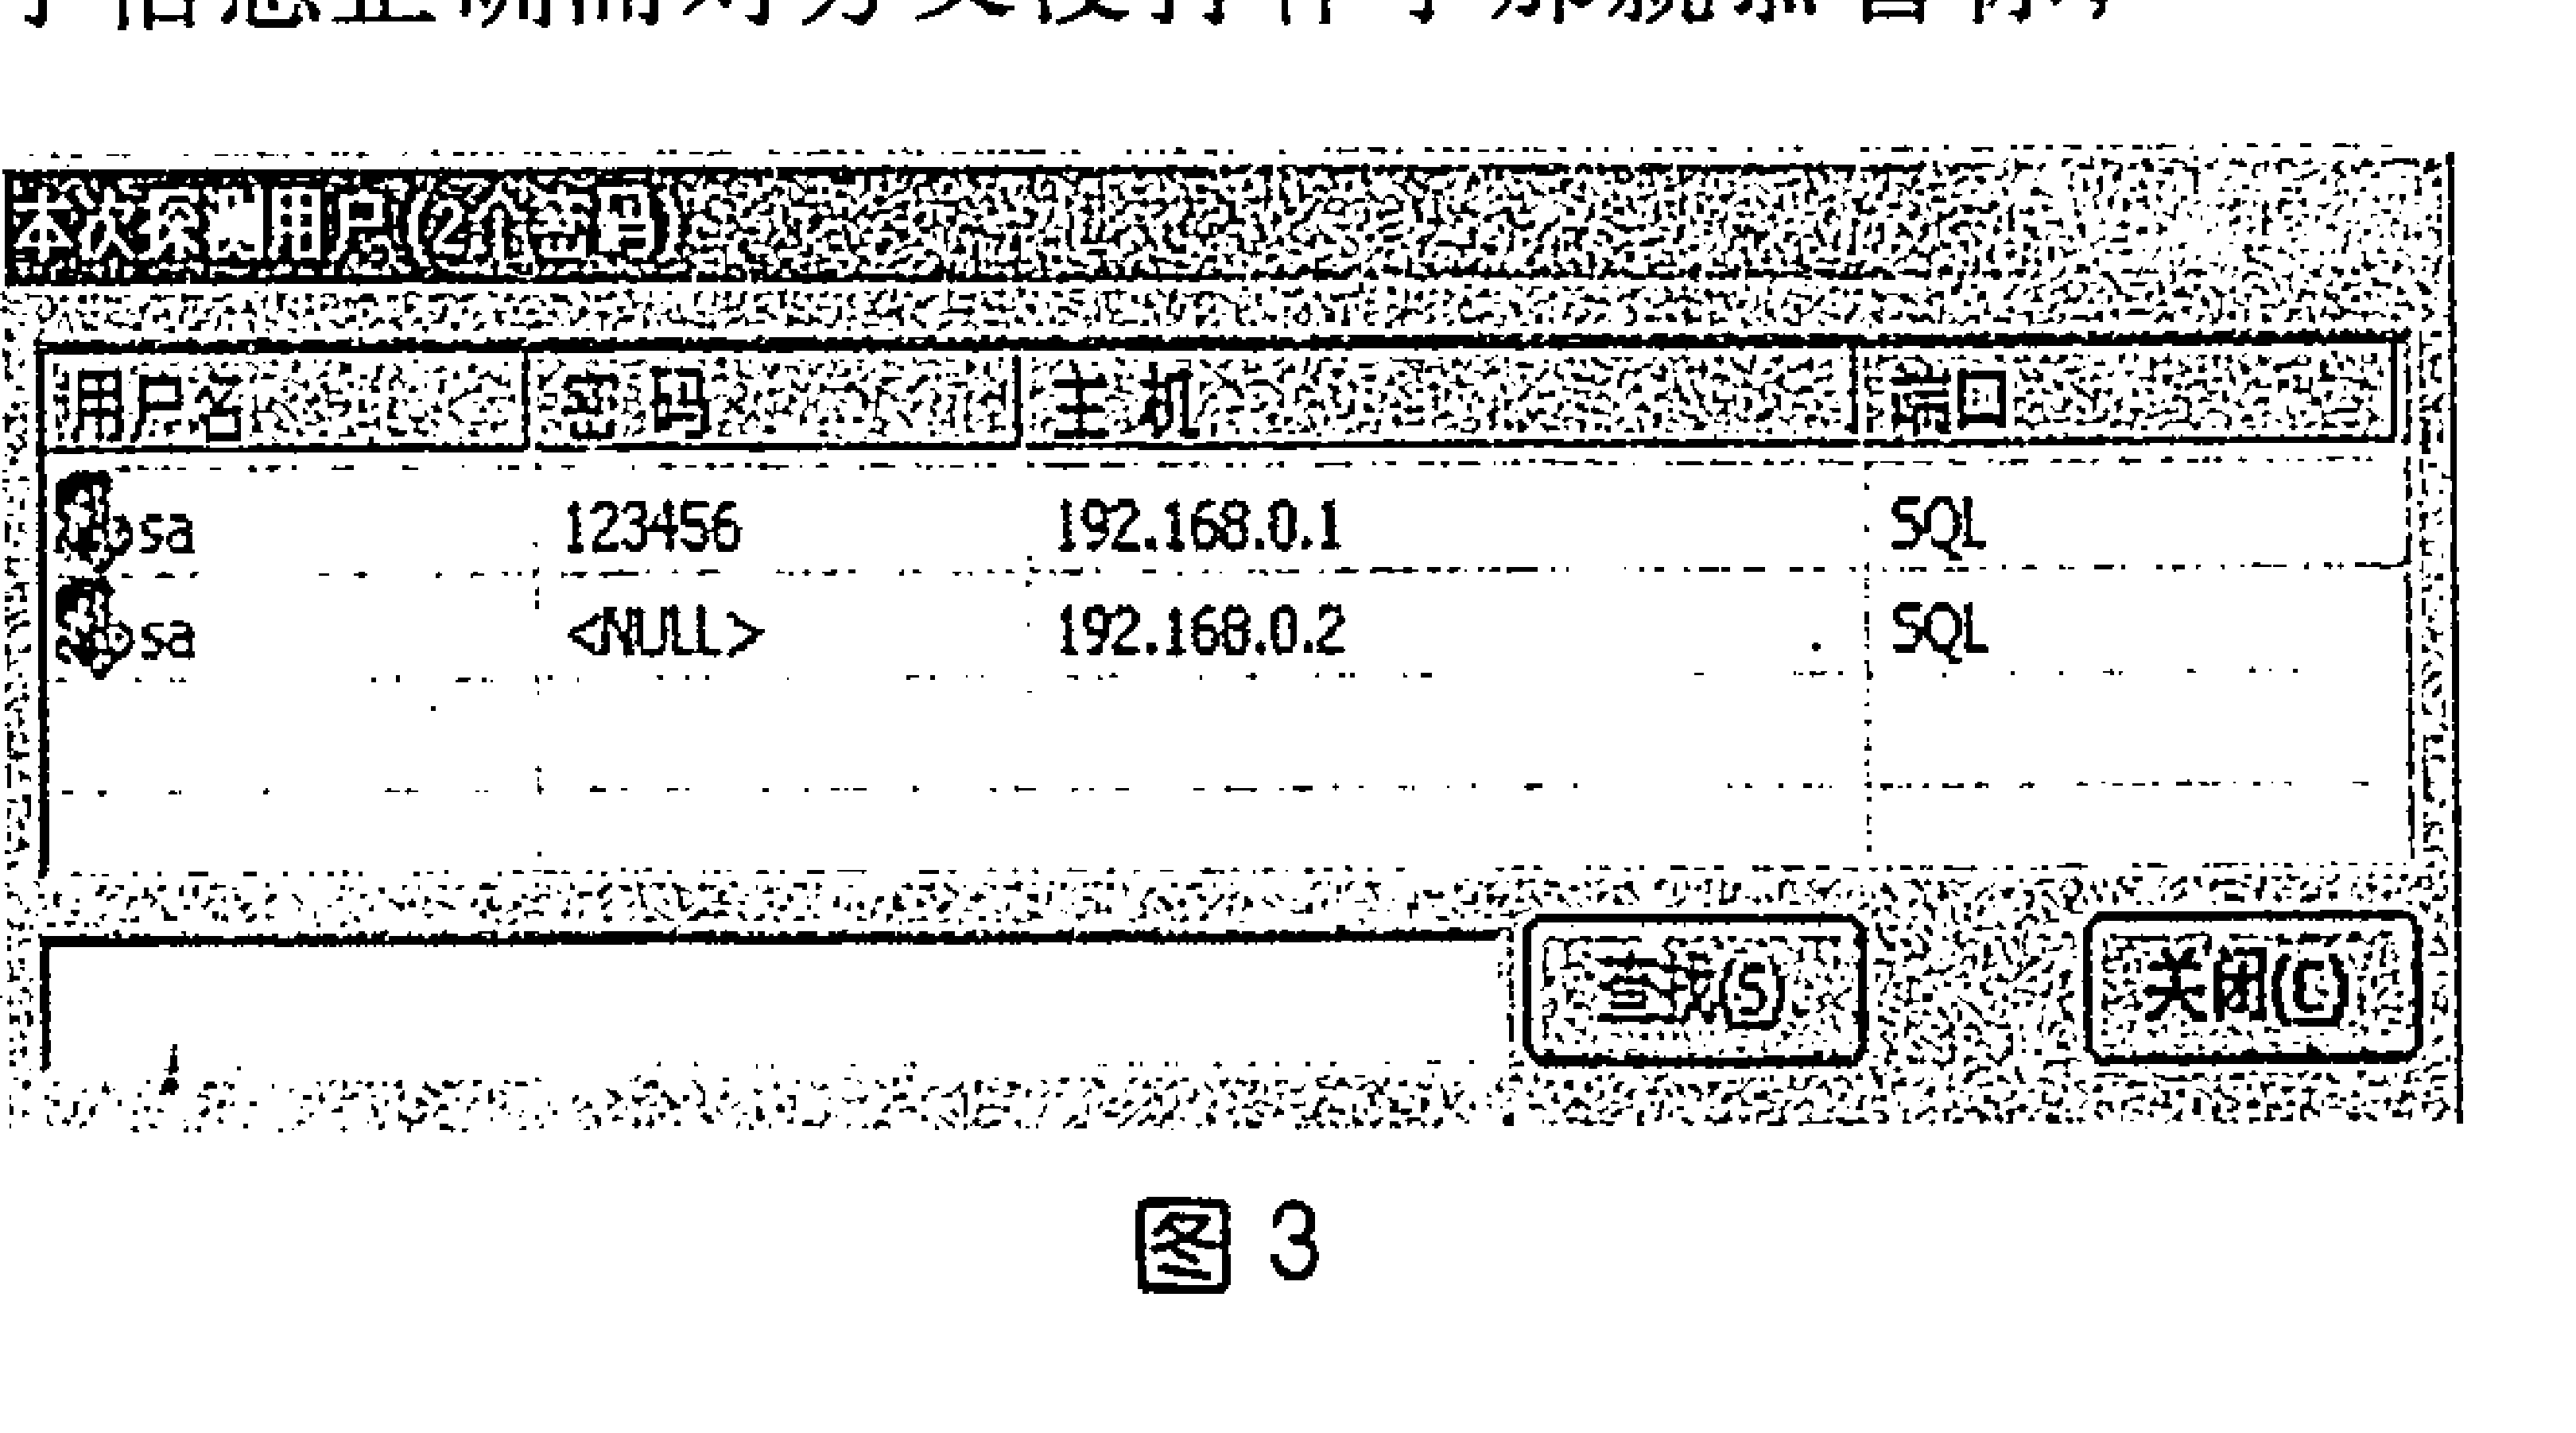 本次探测用户(2个密码)
用户名 密 码 主 机 端口
sa 123456 192.168.0.1 SQL
sa <NULL> 192.168.0.2 SQL
查找(S) 关闭(C)
图 3